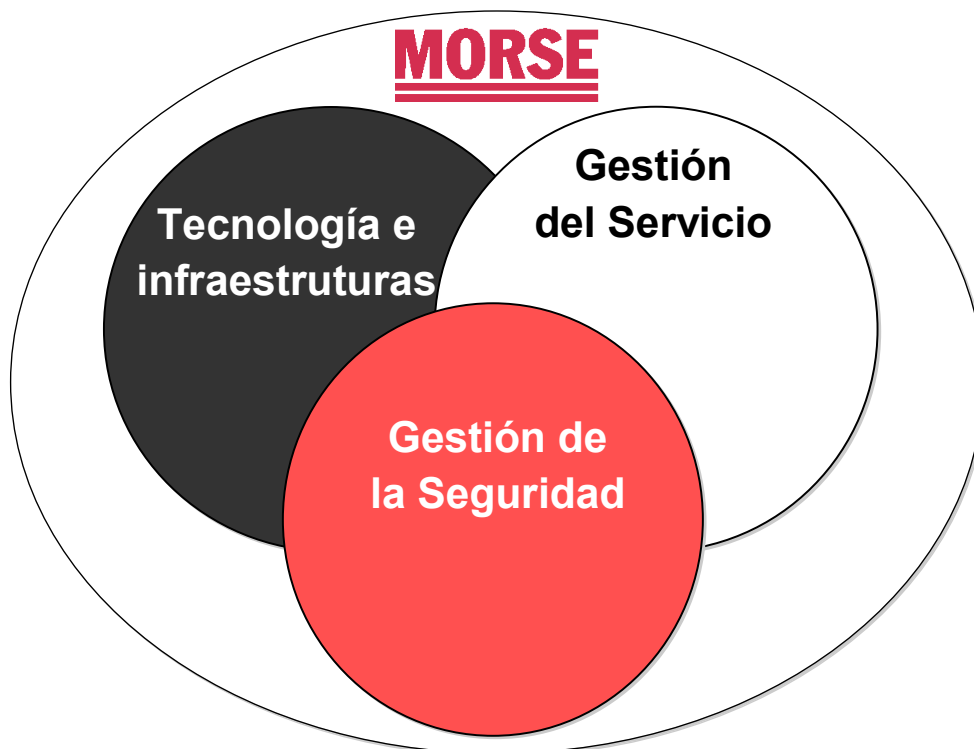 MORSE
Tecnología e
infraestruturas
Gestión
del Servicio
Gestión de
la Seguridad